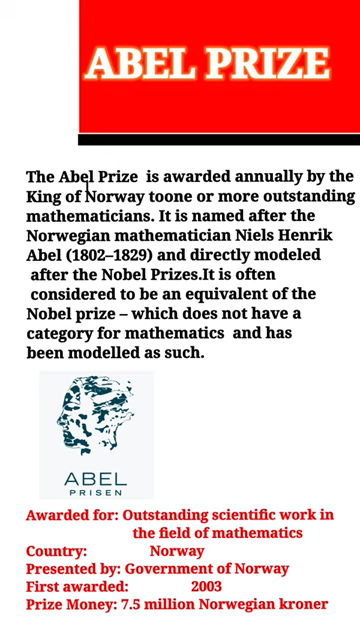 ABEL PRIZE
The Abel Prize is awarded annually by the
King of Norway toone or more outstanding
mathematicians. It is named after the
Norwegian mathematician Niels Henrik
Abel (1802–1829) and directly modeled
after the Nobel Prizes.It is often
considered to be an equivalent of the
Nobel prize – which does not have a
category for mathematics and has
been modelled as such.
ABEL
PRISEN
Awarded for: Outstanding scientific work in
the field of mathematics
Country: Norway
Presented by: Government of Norway
First awarded: 2003
Prize Money: 7.5 million Norwegian kroner